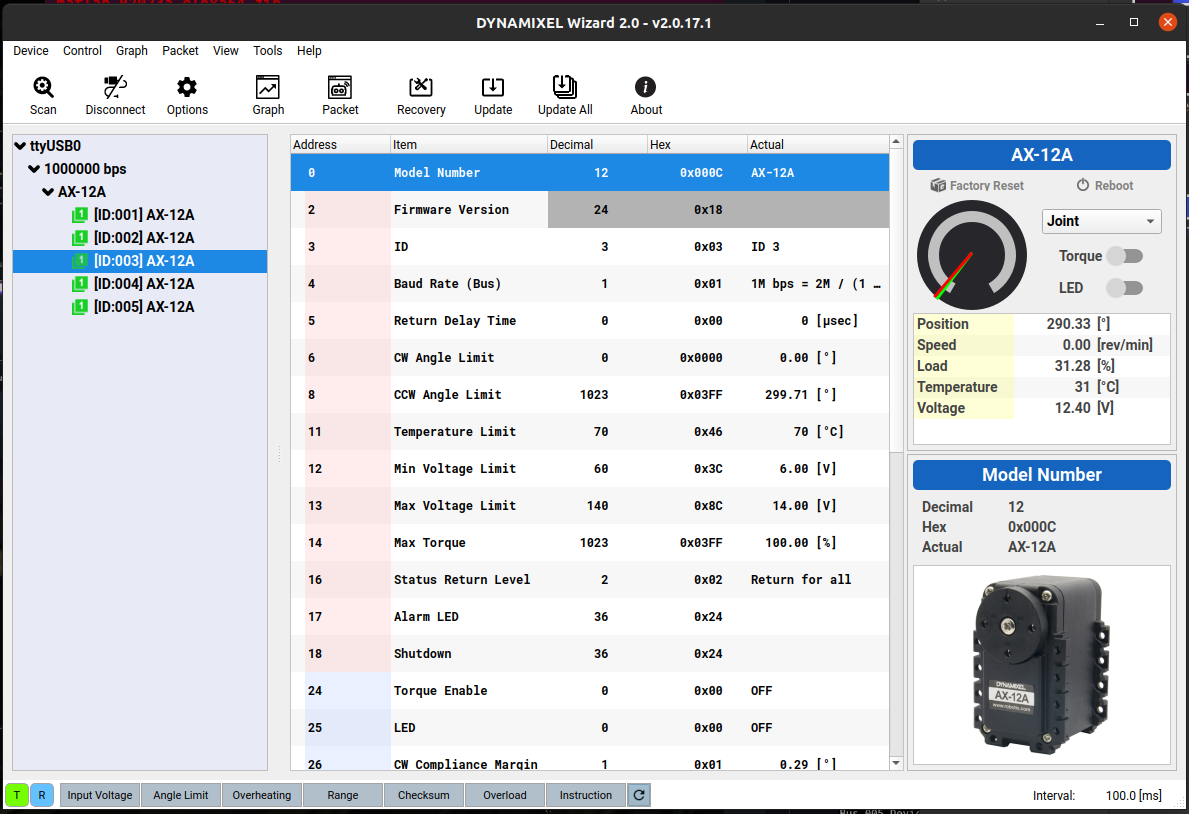 DYNAMIXEL Wizard 2.0 - v2.0.17.1
Device Control Graph Packet View Tools Help
Scan Disconnect Options Graph Packet Recovery Update Update All About
ttyUSB0
1000000 bps
AX-12A
1 [ID:001] AX-12A
1 [ID:002] AX-12A
1 [ID:003] AX-12A
1 [ID:004] AX-12A
1 [ID:005] AX-12A
Address Item Decimal Hex Actual
0 Model Number 12 0x000C AX-12A
2 Firmware Version 24 0x18
3 ID 3 0x03 ID 3
4 Baud Rate (Bus) 1 0x01 1M bps = 2M / (1 …
5 Return Delay Time 0 0x00 0 [μsec]
6 CW Angle Limit 0 0x0000 0.00 [°]
8 CCW Angle Limit 1023 0x03FF 299.71 [°]
11 Temperature Limit 70 0x46 70 [°C]
12 Min Voltage Limit 60 0x3C 6.00 [V]
13 Max Voltage Limit 140 0x8C 14.00 [V]
14 Max Torque 1023 0x03FF 100.00 [%]
16 Status Return Level 2 0x02 Return for all
17 Alarm LED 36 0x24
18 Shutdown 36 0x24
24 Torque Enable 0 0x00 OFF
25 LED 0 0x00 OFF
26 CW Compliance Margin 1 0x01 0.29 [°]
AX-12A
Factory Reset Reboot
Joint
Torque
LED
Position 290.33 [°]
Speed 0.00 [rev/min]
Load 31.28 [%]
Temperature 31 [°C]
Voltage 12.40 [V]
Model Number
Decimal 12
Hex 0x000C
Actual AX-12A
DYNAMIXEL
AX-12A
www.robotis.com
T R Input Voltage Angle Limit Overheating Range Checksum Overload Instruction Interval: 100.0 [ms]